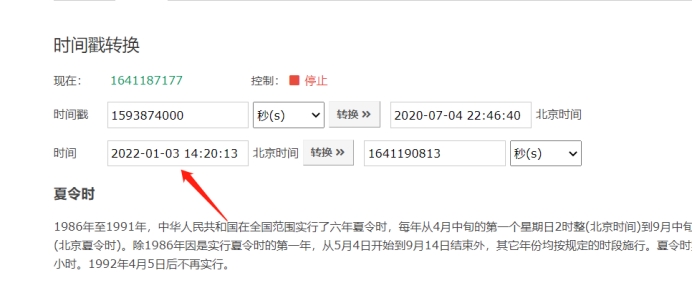 时间戳转换
现在: 1641187177 控制: 停止
时间戳 1593874000 秒(s) 转换 » 2020-07-04 22:46:40 北京时间
时间 2022-01-03 14:20:13 北京时间 转换 » 1641190813 秒(s)
夏令时
1986年至1991年，中华人民共和国在全国范围实行了六年夏令时，每年从4月中旬的第一个星期日2时整(北京时间)到9月中旬
(北京夏令时)。除1986年因是实行夏令时的第一年，从5月4日开始到9月14日结束外，其它年份均按规定的时段施行。夏令时
小时。1992年4月5日后不再实行。